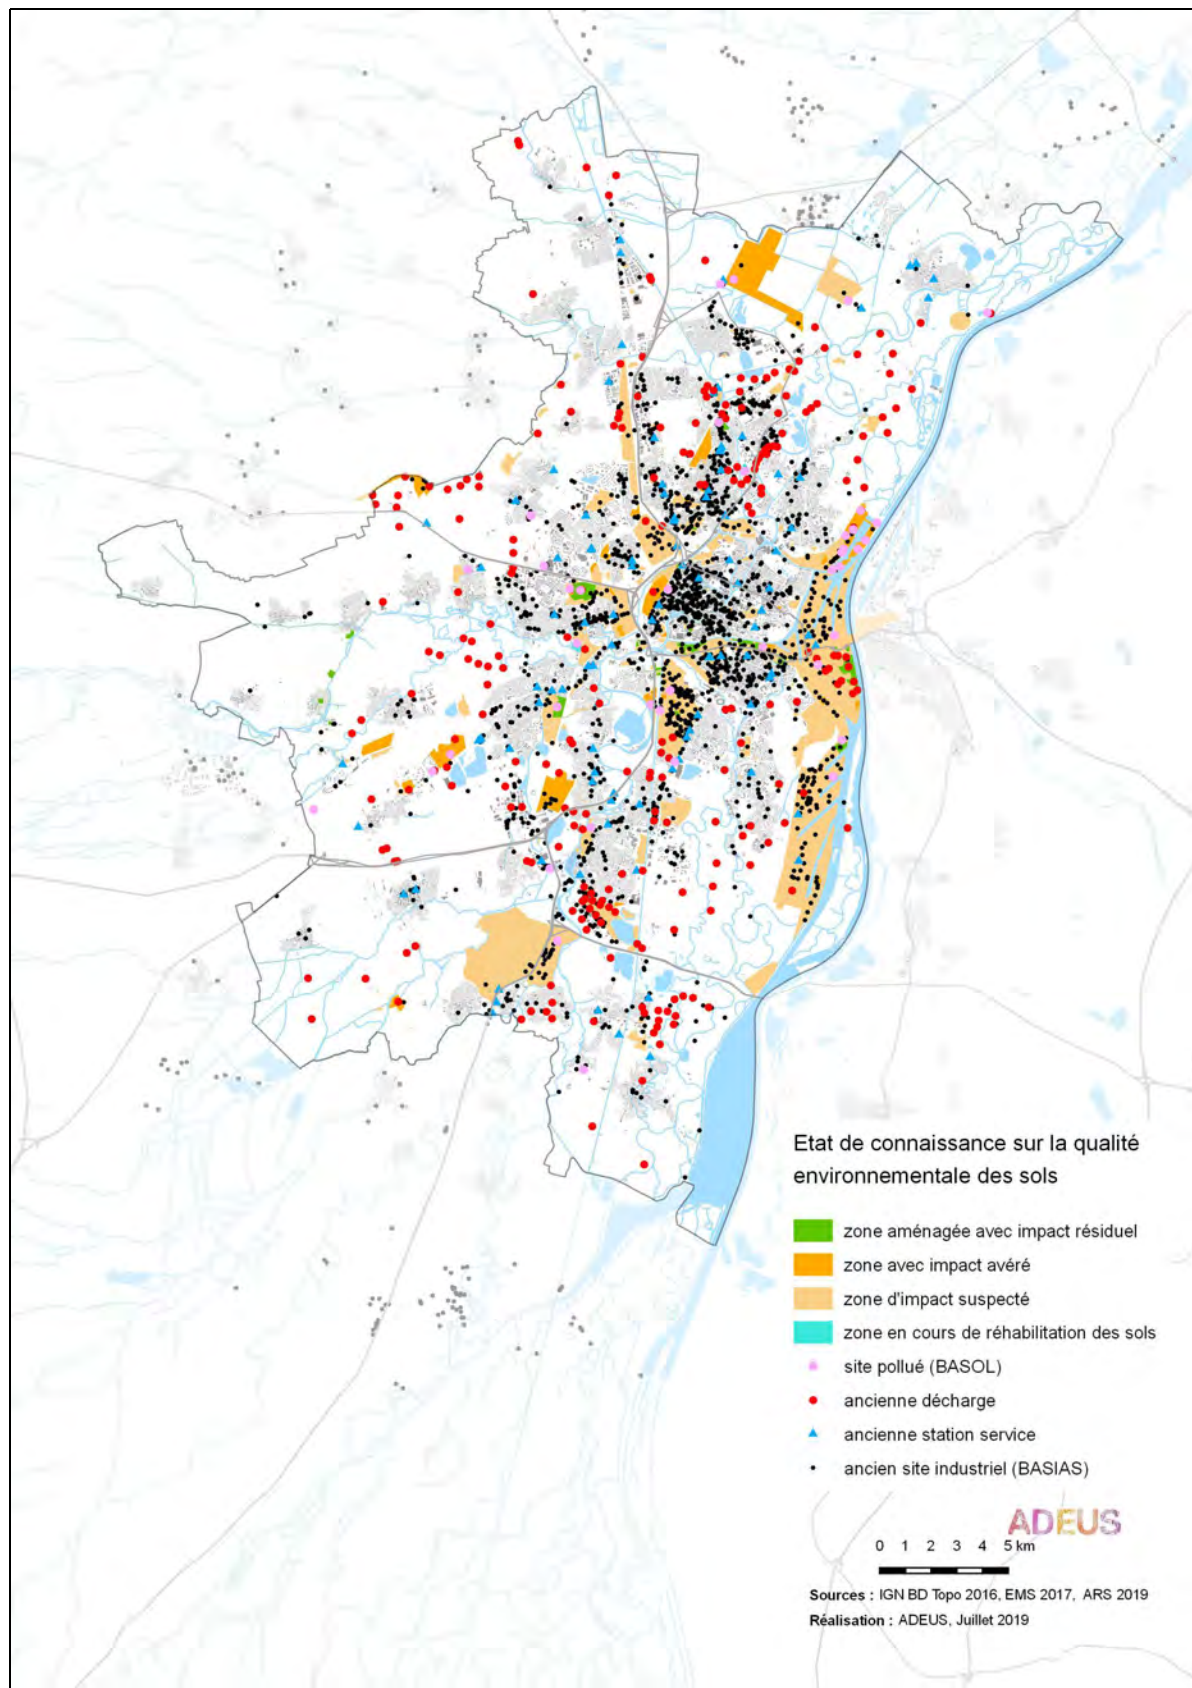 Etat de connaissance sur la qualité
environnementale des sols
zone aménagée avec impact résiduel
zone avec impact avéré
zone d'impact suspecté
zone en cours de réhabilitation des sols
site pollué (BASOL)
ancienne décharge
ancienne station service
ancien site industriel (BASIAS)
ADEUS
0 1 2 3 4 5 km
Sources : IGN BD Topo 2016, EMS 2017, ARS 2019
Réalisation : ADEUS, Juillet 2019